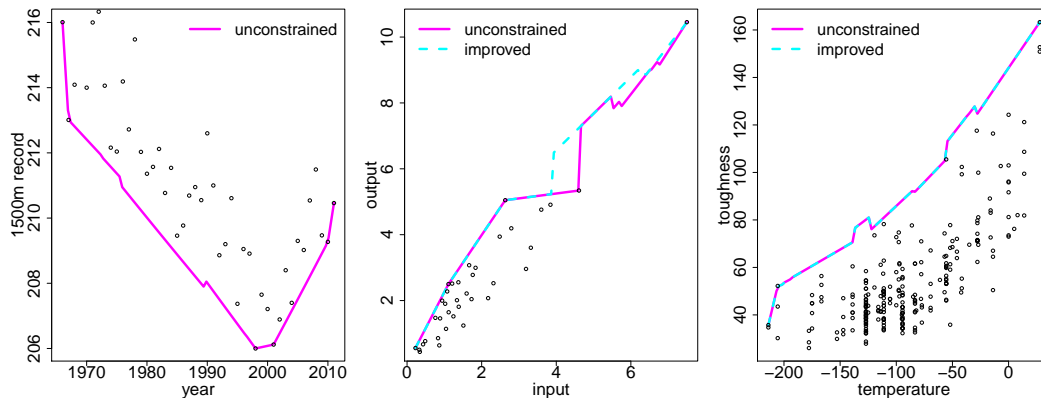 216
214
212
210
208
206
1500m record
unconstrained
1970
1980
1990
2000
2010
year
10
8
6
4
2
output
unconstrained
improved
0
2
4
6
input
160
140
120
100
80
60
40
toughness
unconstrained
improved
−200
−150
−100
−50
0
temperature